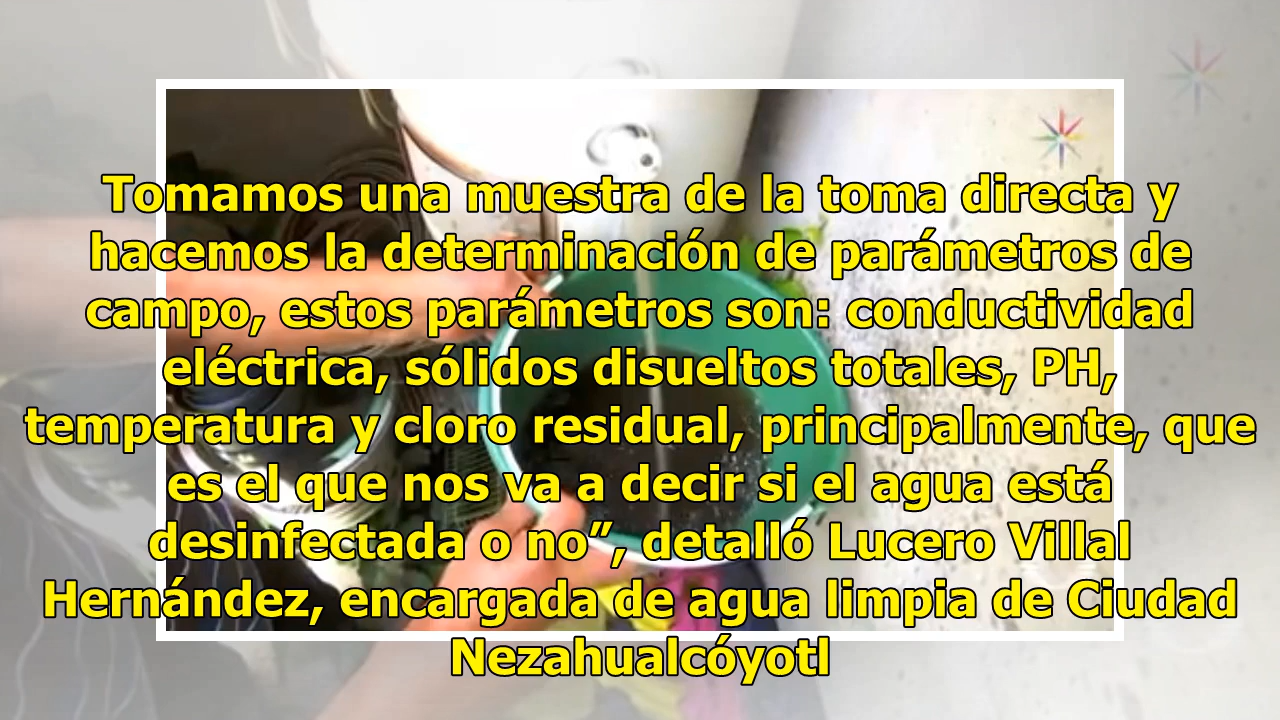 Tomamos una muestra de la toma directa y
hacemos la determinación de parámetros de
campo, estos parámetros son: conductividad
eléctrica, sólidos disueltos totales, PH,
temperatura y cloro residual, principalmente, que
es el que nos va a decir si el agua está
desinfectada o no”, detalló Lucero Villal
Hernández, encargada de agua limpia de Ciudad
Nezahualcóyotl